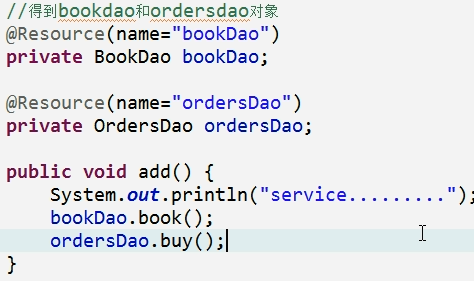 //得到bookdao和ordersdao对象
@Resource(name="bookDao")
private BookDao bookDao;
@Resource(name="ordersDao")
private OrdersDao ordersDao;
public void add() {
System.out.println("service.........");
bookDao.book();
ordersDao.buy();
}